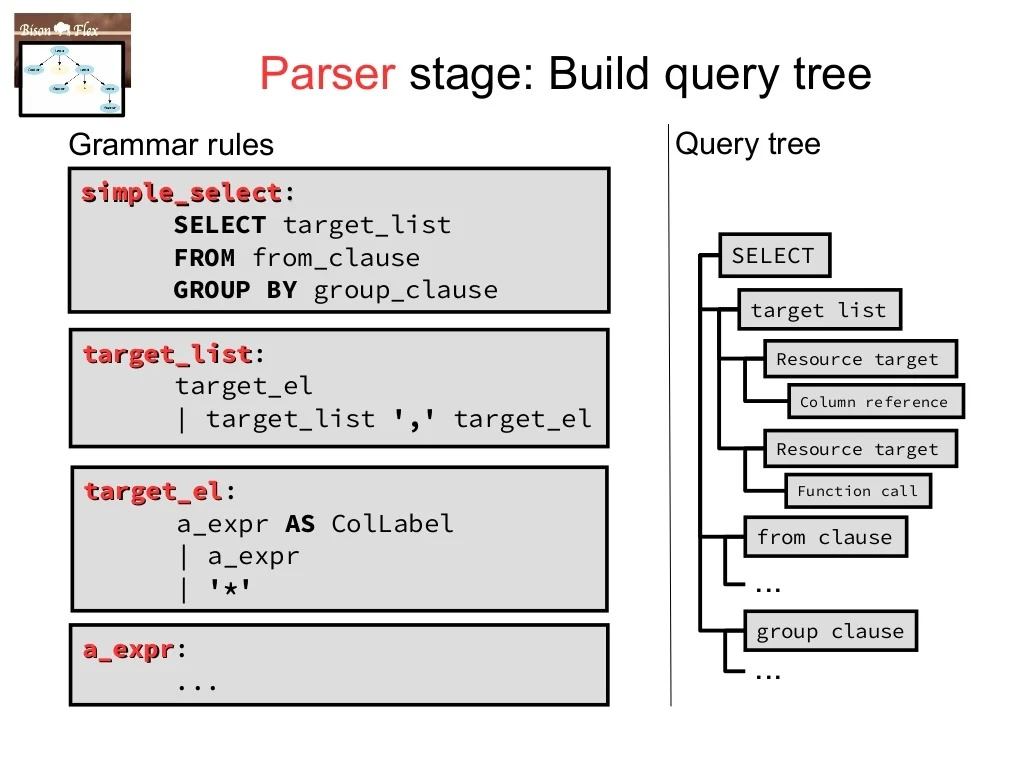 Bison Flex
Parser stage: Build query tree
Grammar rules
simple_select:
SELECT target_list
FROM from_clause
GROUP BY group_clause
target_list:
target_el
| target_list ',' target_el
target_el:
a_expr AS ColLabel
| a_expr
| '*'
a_expr:
...
Query tree
SELECT
target list
Resource target
Column reference
Resource target
Function call
from clause
...
group clause
...